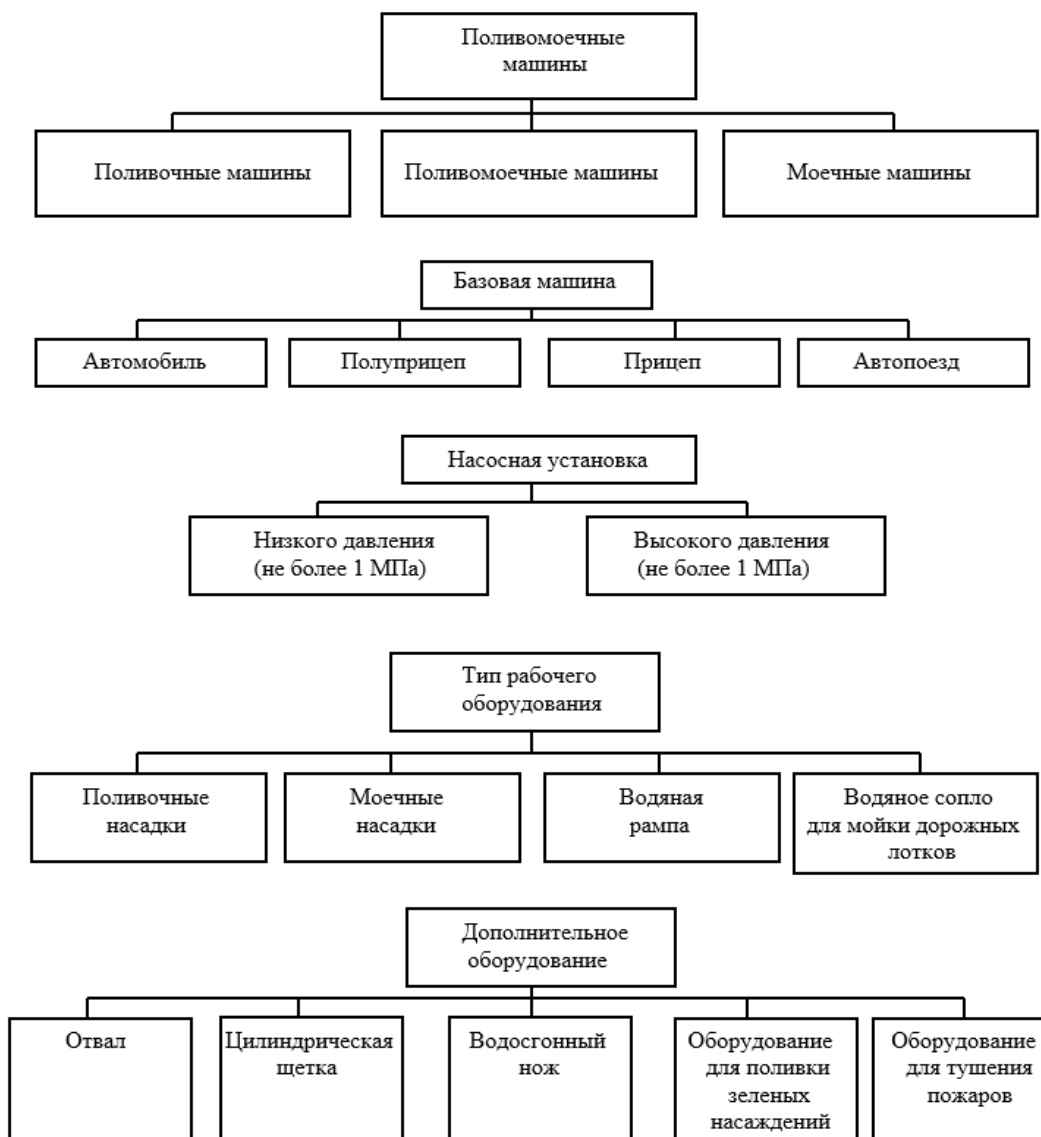 Поливомоечные
машины
Поливочные машины
Поливомоечные машины
Моечные машины
Базовая машина
Автомобиль
Полуприцеп
Прицеп
Автопоезд
Насосная установка
Низкого давления
(не более 1 МПа)
Высокого давления
(не более 1 МПа)
Тип рабочего
оборудования
Поливочные
насадки
Моечные
насадки
Водяная
рампа
Водяное сопло
для мойки дорожных
лотков
Дополнительное
оборудование
Отвал
Цилиндрическая
щетка
Водосгонный
нож
Оборудование
для поливки
зеленых
насаждений
Оборудование
для тушения
пожаров